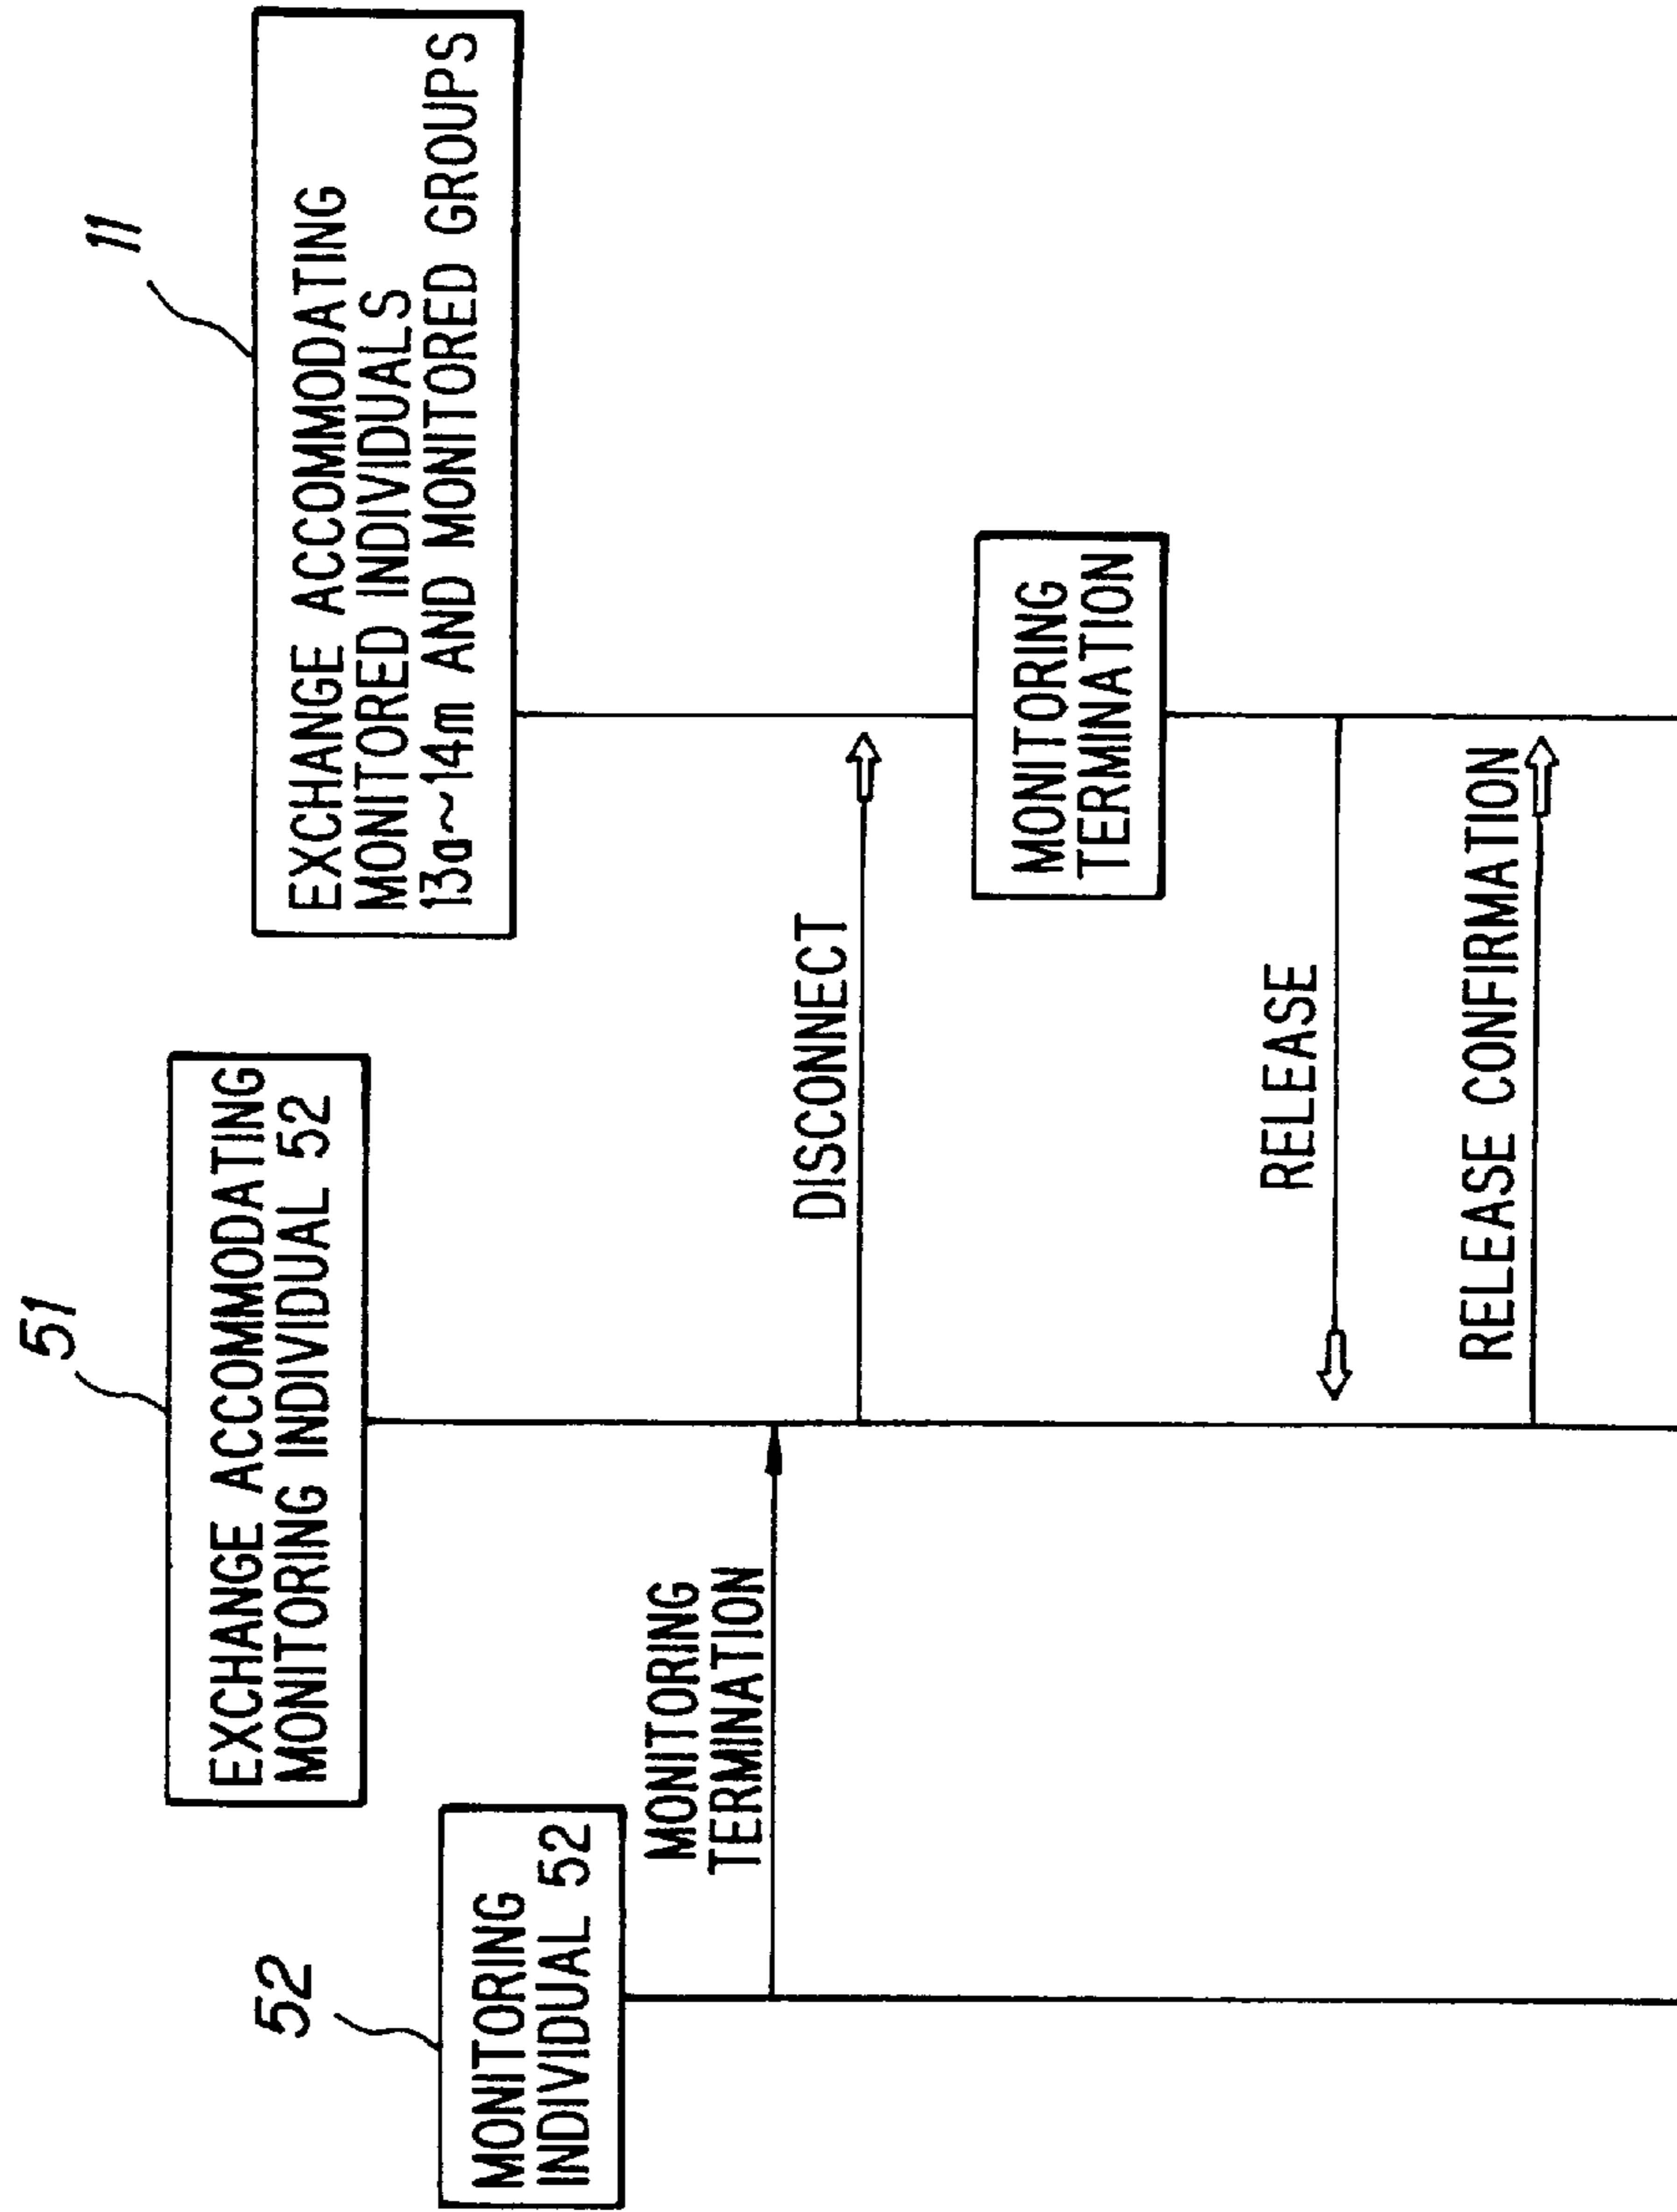 52
MONITORING
INDIVIDUAL 52
51
EXCHANGE ACCOMMODATING
MONITORING INDIVIDUAL 52
11
EXCHANGE ACCOMMODATING
MONITORED INDIVIDUALS
13a~14m AND MONITORED GROUPS
MONITORING
TERMINATION
DISCONNECT
MONITORING
TERMINATION
RELEASE
RELEASE CONFIRMATION